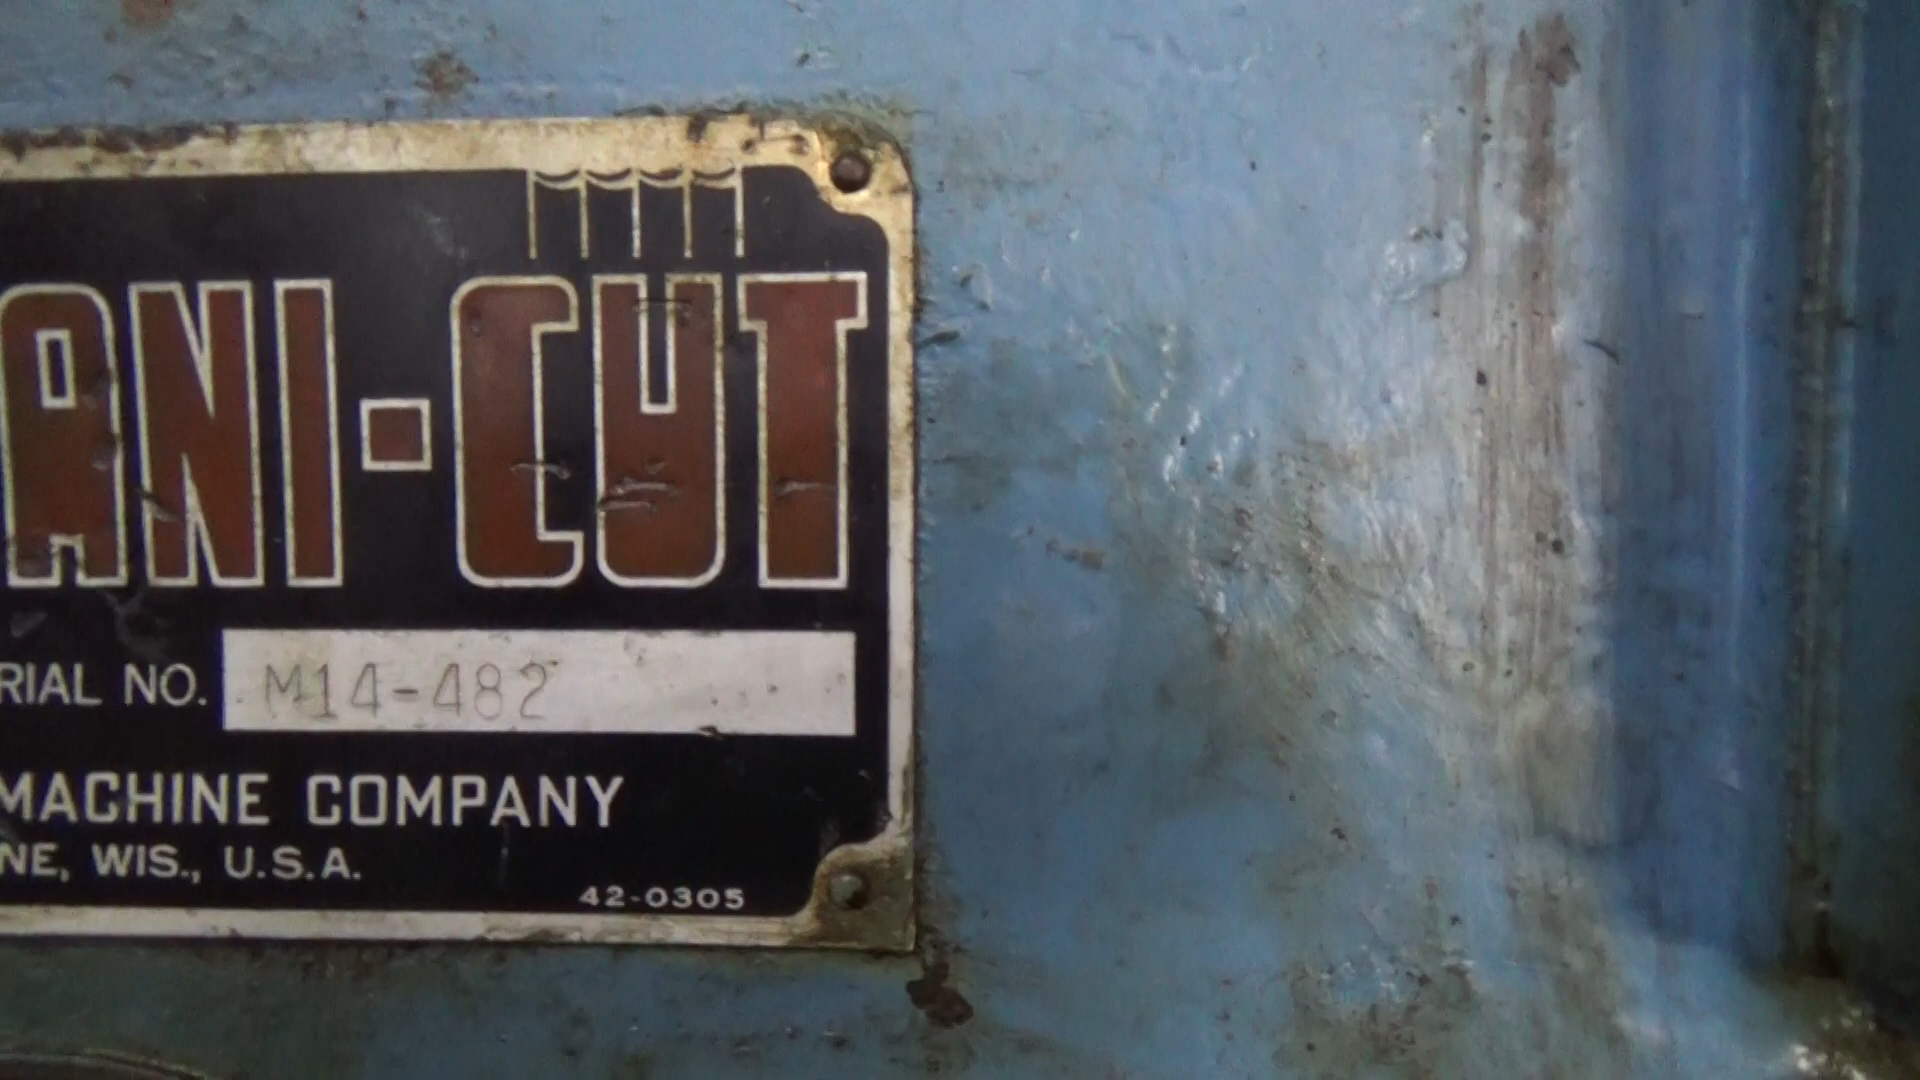 ANI-CUT
RIAL NO. M14-482
MACHINE COMPANY
NE, WIS., U.S.A.
42-0305